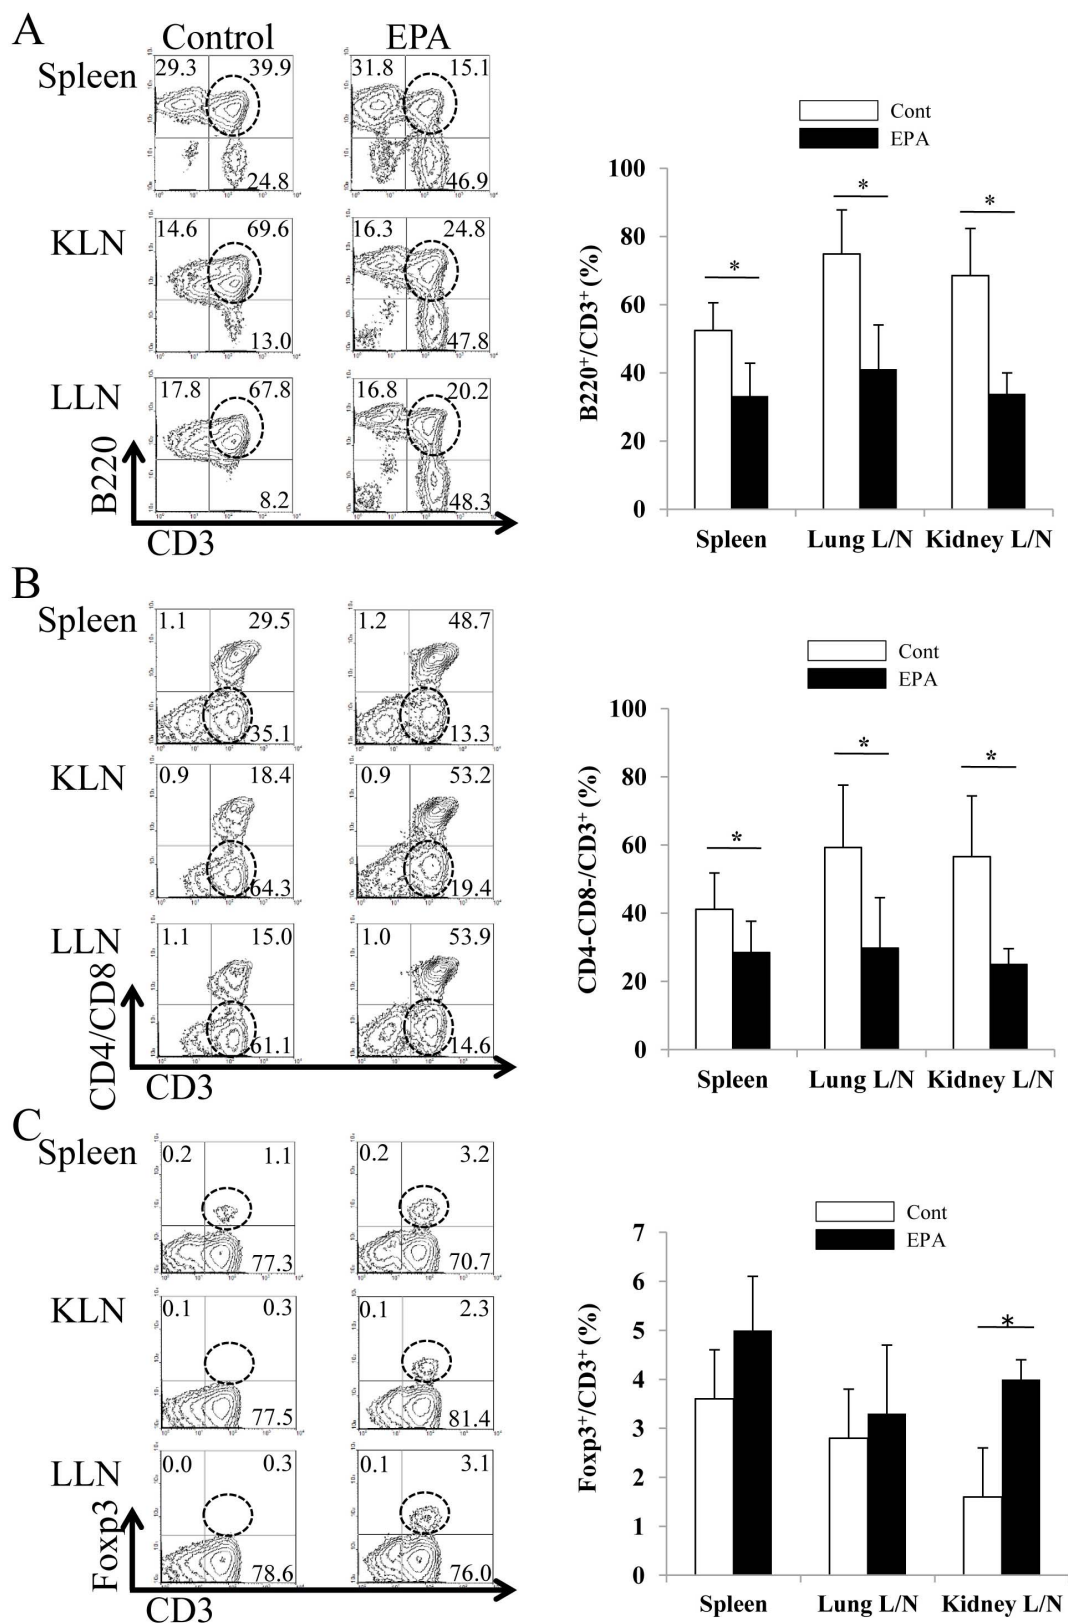 A
Control EPA
Spleen
29.3 39.9
24.8
31.8 15.1
46.9
KLN
14.6 69.6
13.0
16.3 24.8
47.8
LLN
17.8 67.8
8.2
16.8 20.2
48.3
B220
CD3
Cont
EPA
B220+/CD3+ (%)
100
80
60
40
20
0
Spleen Lung L/N Kidney L/N
* * *
B
Spleen
1.1 29.5
35.1
1.2 48.7
13.3
KLN
0.9 18.4
64.3
0.9 53.2
19.4
LLN
1.1 15.0
61.1
1.0 53.9
14.6
CD4/CD8
CD3
Cont
EPA
CD4-CD8-/CD3+ (%)
100
80
60
40
20
0
Spleen Lung L/N Kidney L/N
* * *
C
Spleen
0.2 1.1
77.3
0.2 3.2
70.7
KLN
0.1 0.3
77.5
0.1 2.3
81.4
LLN
0.0 0.3
78.6
0.1 3.1
76.0
Foxp3
CD3
Cont
EPA
Foxp3+/CD3+ (%)
7
6
5
4
3
2
1
0
Spleen Lung L/N Kidney L/N
*